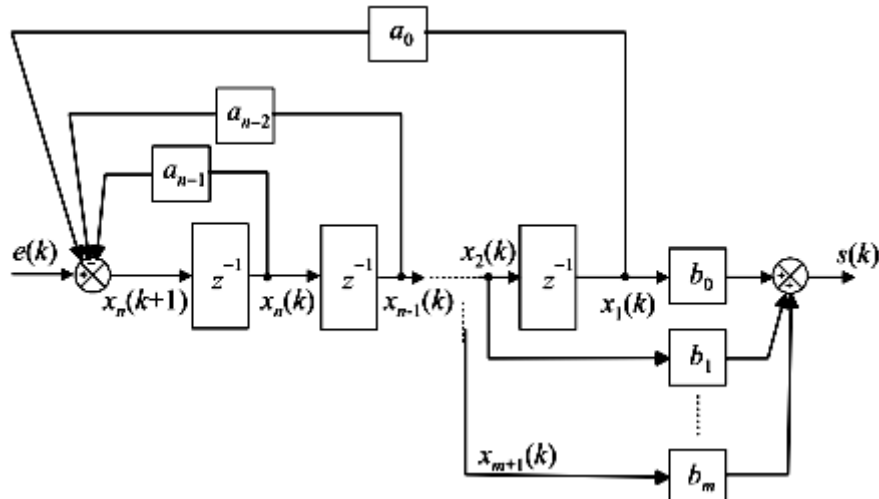 a₀
aₙ₋₂
aₙ₋₁
e(k)
+
−
xₙ(k+1)
z⁻¹
xₙ(k)
z⁻¹
xₙ₋₁(k)
x₂(k)
z⁻¹
x₁(k)
b₀
+
+
s(k)
b₁
xₘ₊₁(k)
bₘ